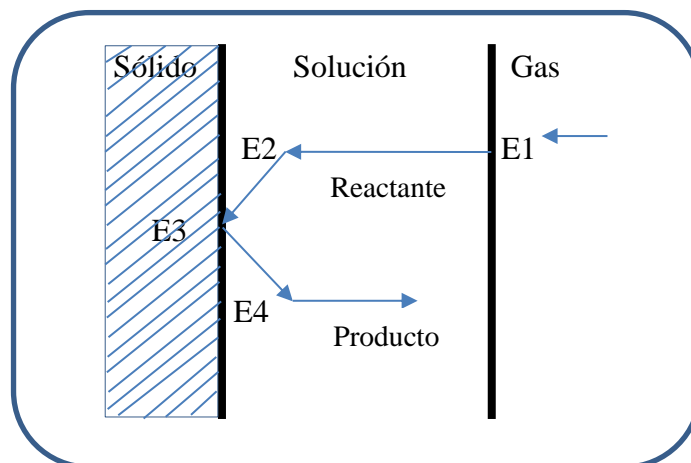 Sólido Solución Gas
E2 E1
Reactante
E3
E4
Producto